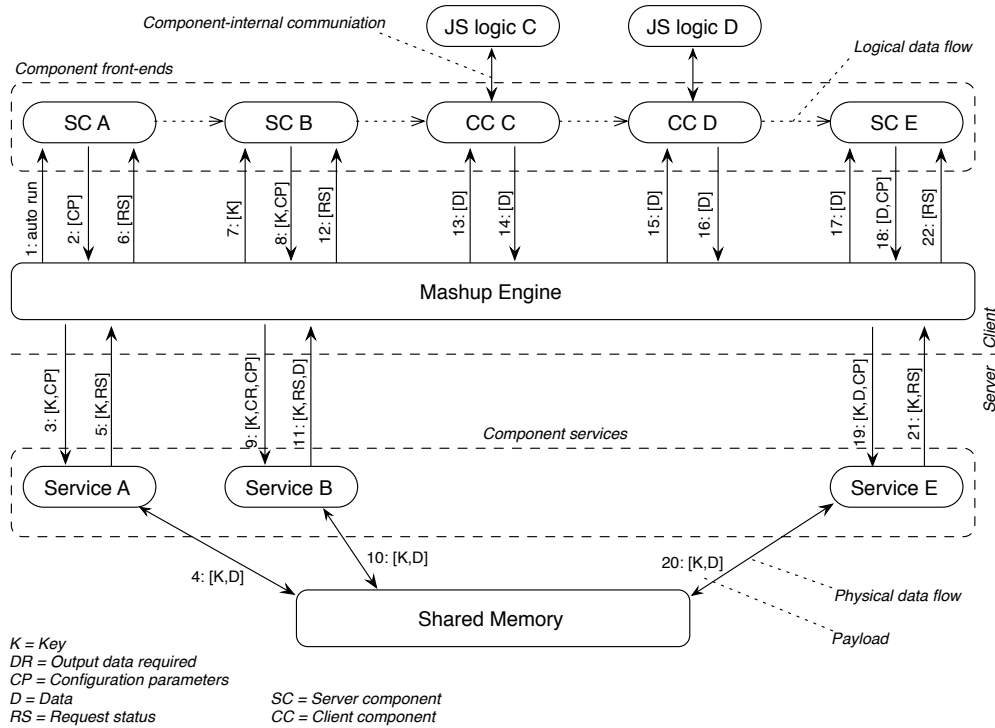 Component-internal communiation
JS logic C
JS logic D
Logical data flow
Component front-ends
SC A
SC B
CC C
CC D
SC E
1: auto run
2: [CP]
6: [RS]
7: [K]
8: [K,CP]
12: [RS]
13: [D]
14: [D]
15: [D]
16: [D]
17: [D]
18: [D,CP]
22: [RS]
Mashup Engine
Client
Server
3: [K,CP]
5: [K,RS]
9: [K,CR,CP]
11: [K,RS,D]
19: [K,D,CP]
21: [K,RS]
Component services
Service A
Service B
Service E
4: [K,D]
10: [K,D]
20: [K,D]
Physical data flow
Shared Memory
Payload
K = Key
DR = Output data required
CP = Configuration parameters
D = Data
RS = Request status
SC = Server component
CC = Client component